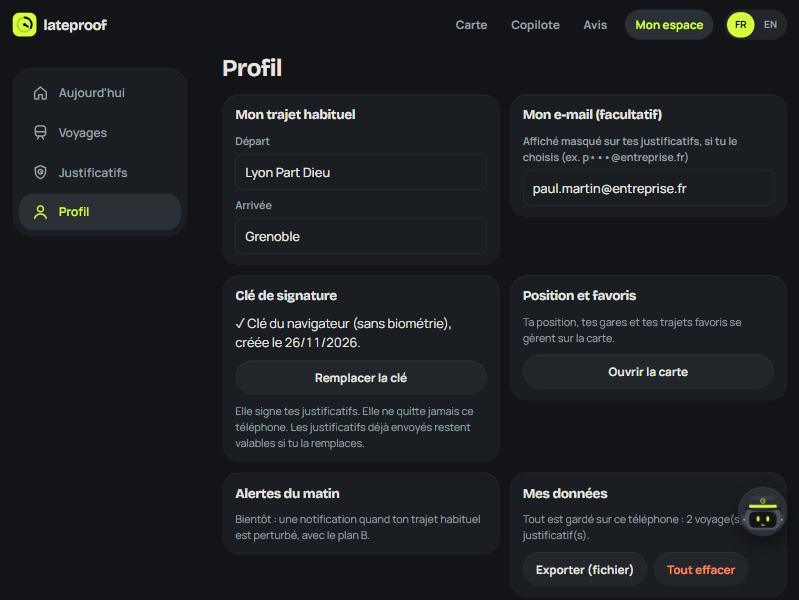 lateproof
Carte
Copilote
Avis
Mon espace
FR
EN
Aujourd'hui
Voyages
Justificatifs
Profil
Profil
Mon trajet habituel
Départ
Lyon Part Dieu
Arrivée
Grenoble
Mon e-mail (facultatif)
Affiché masqué sur tes justificatifs, si tu le
choisis (ex. p•••@entreprise.fr)
paul.martin@entreprise.fr
Clé de signature
✓ Clé du navigateur (sans biométrie),
créée le 26/11/2026.
Remplacer la clé
Elle signe tes justificatifs. Elle ne quitte jamais ce
téléphone. Les justificatifs déjà envoyés restent
valables si tu la remplaces.
Position et favoris
Ta position, tes gares et tes trajets favoris se
gèrent sur la carte.
Ouvrir la carte
Alertes du matin
Bientôt : une notification quand ton trajet habituel
est perturbé, avec le plan B.
Mes données
Tout est gardé sur ce téléphone : 2 voyage(s
justificatif(s).
Exporter (fichier)
Tout effacer